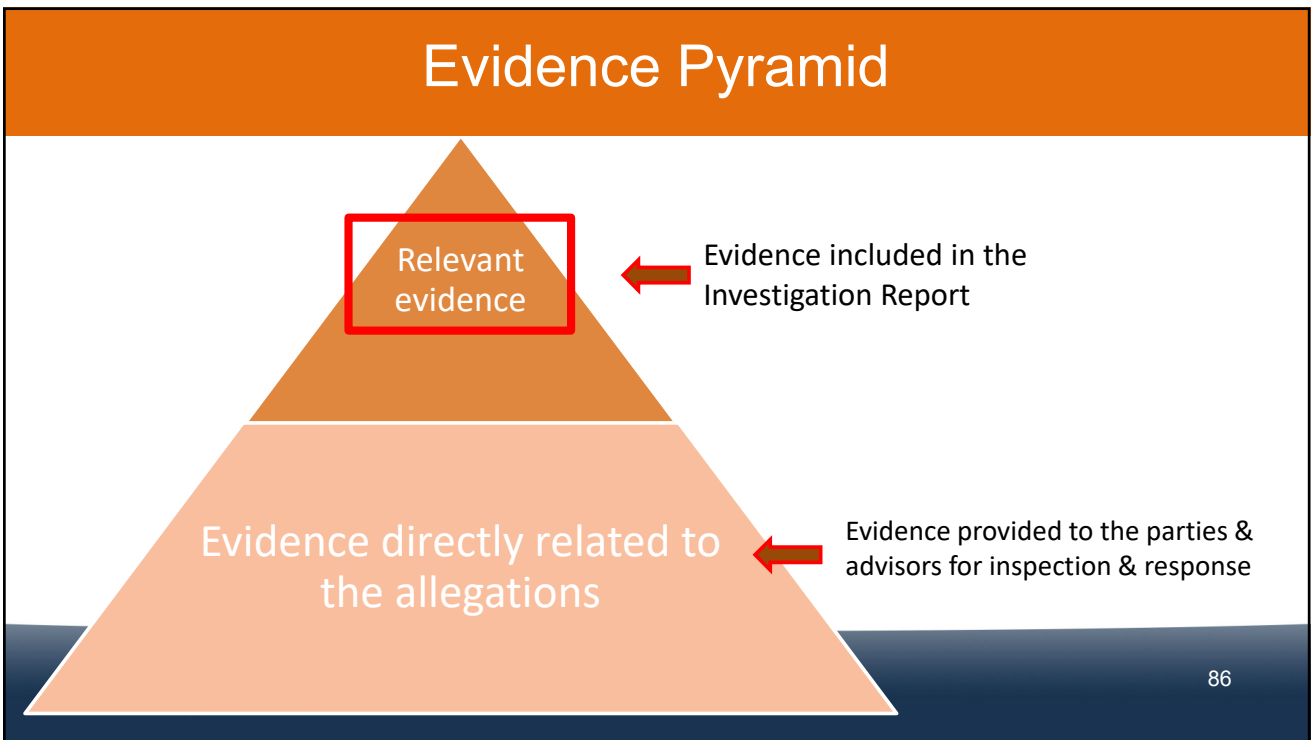 Evidence Pyramid
Relevant
evidence
Evidence included in the
Investigation Report
Evidence directly related to
the allegations
Evidence provided to the parties &
advisors for inspection & response
86